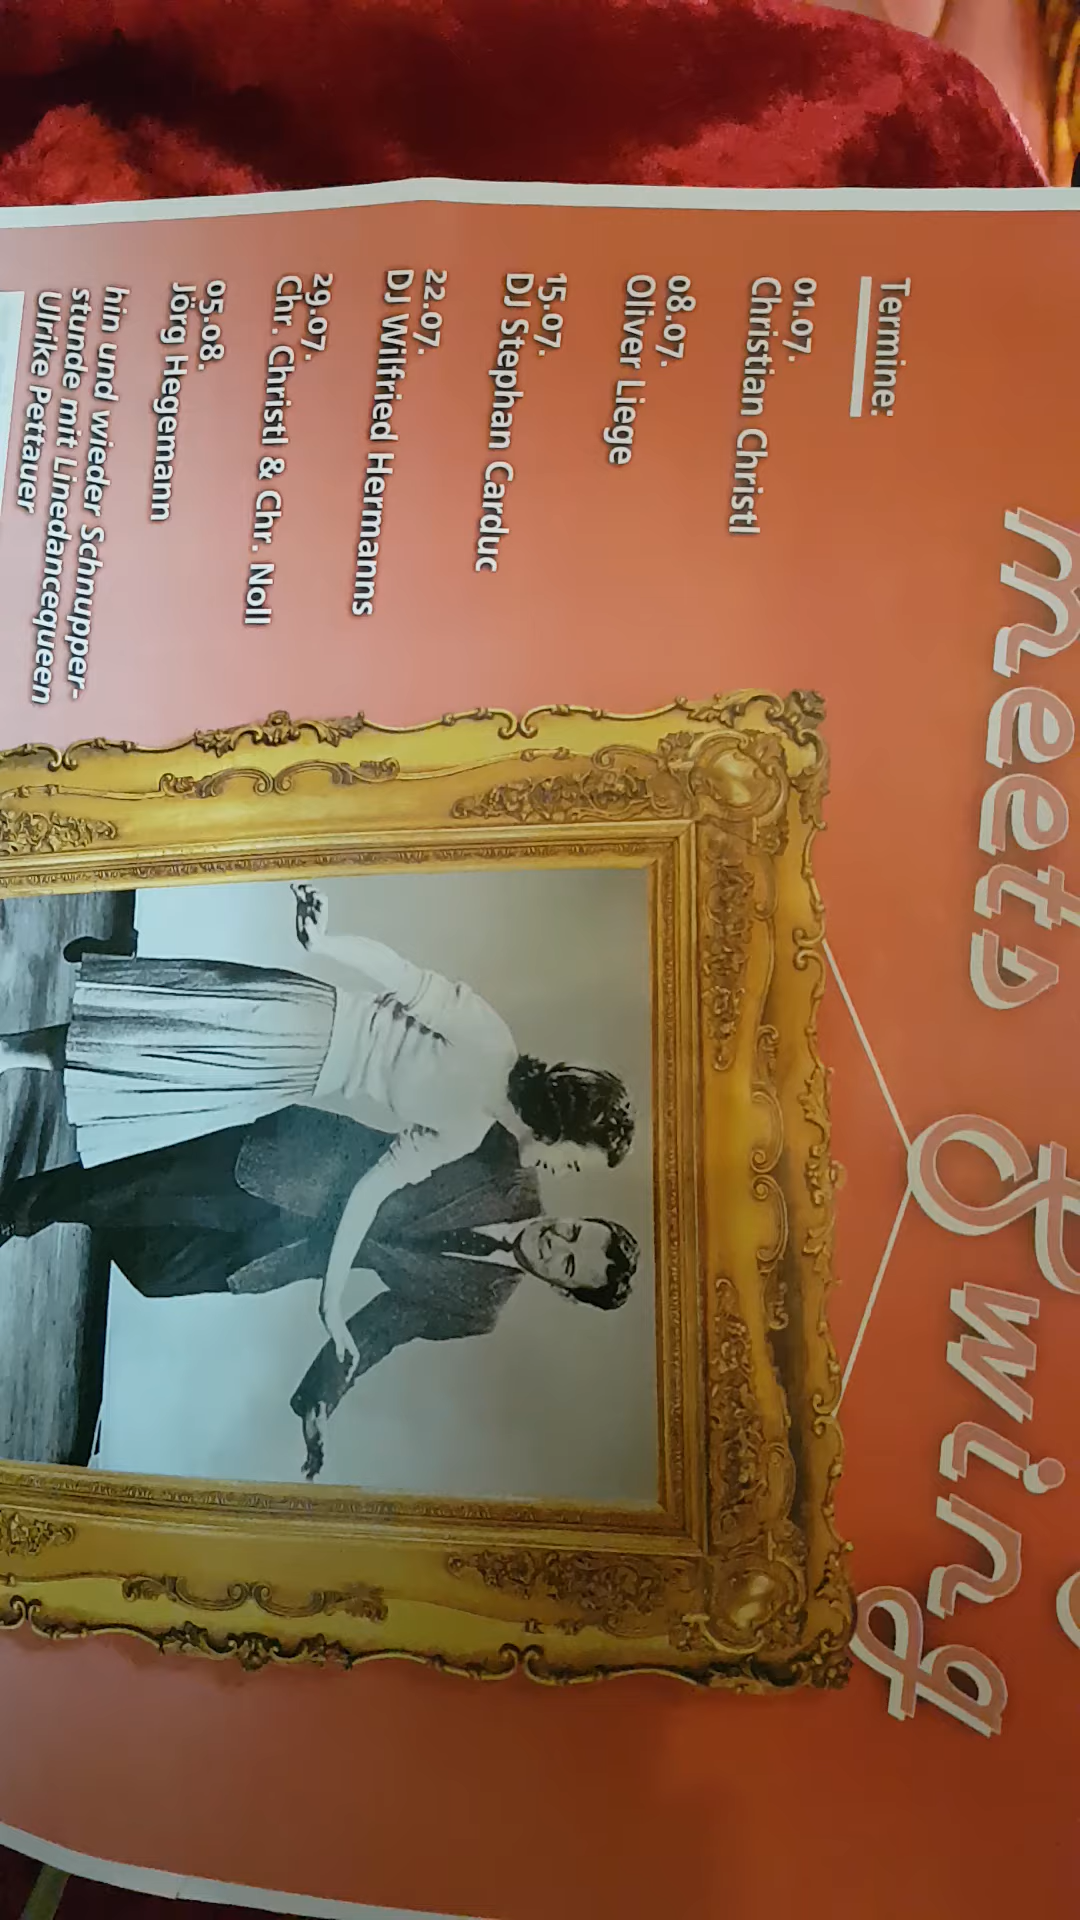 meets Swing
Termine:
01.07.
Christian Christl
08.07.
Oliver Liege
15.07.
DJ Stephan Carduc
22.07.
DJ Wilfried Hermanns
29.07.
Chr. Christl & Chr. Noll
05.08.
Jörg Hegemann
hin und wieder Schnupper-
stunde mit Linedancequeen
Ulrike Pettauer